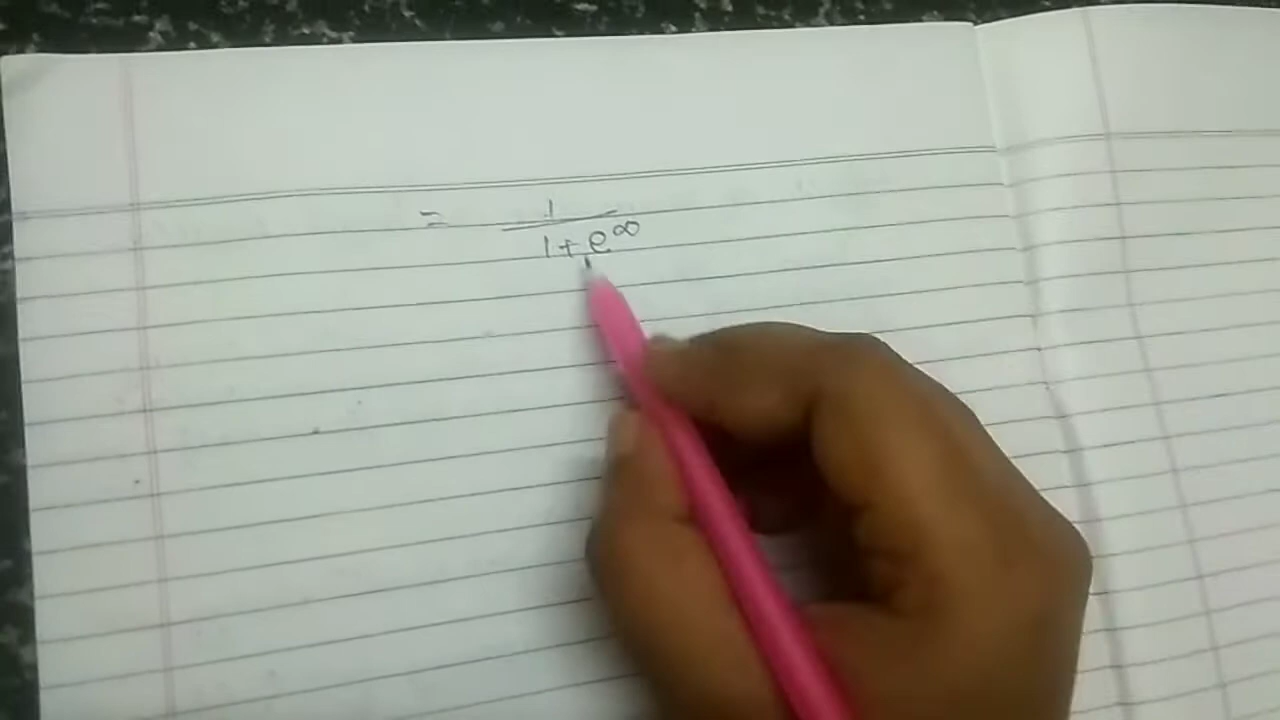 = 1
1 + e^∞